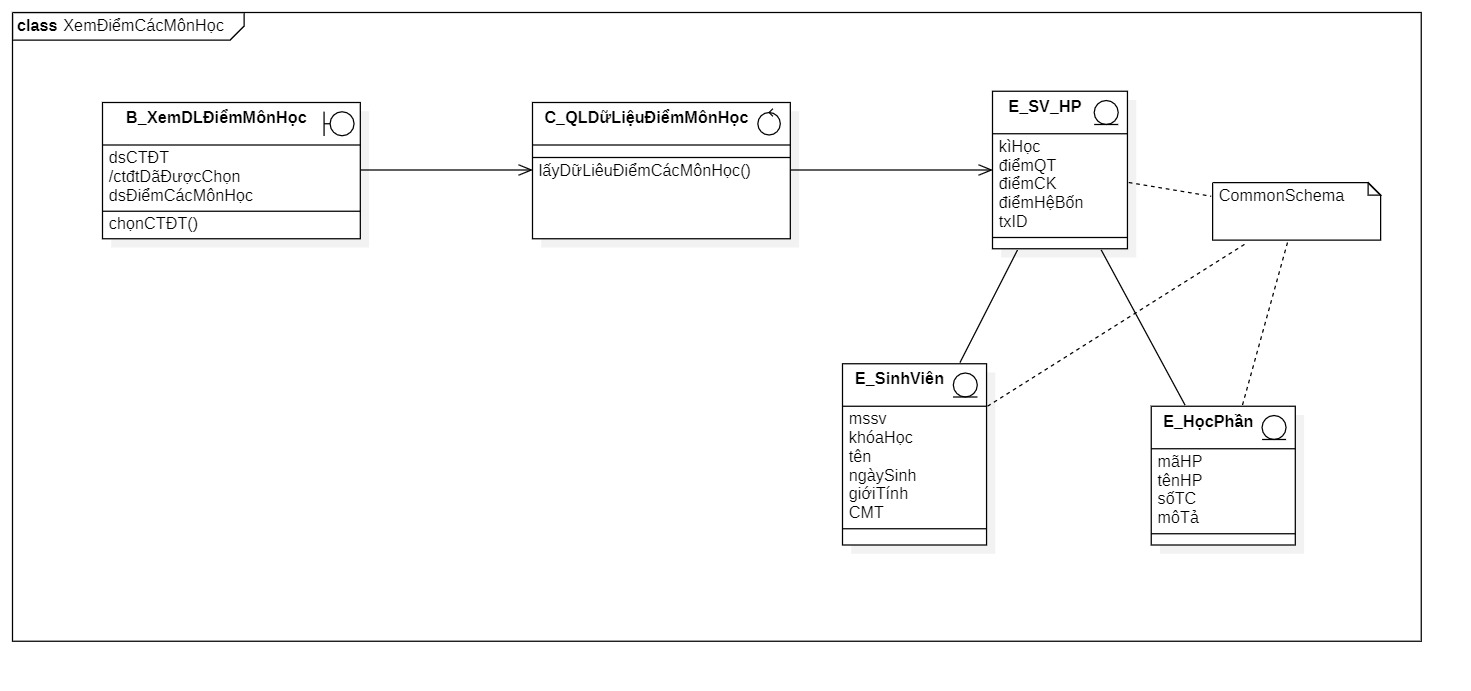 class XemĐiểmCácMônHọc
B_XemDLĐiểmMônHọc
dsCTĐT
/ctđtDãĐượcChọn
dsĐiểmCácMônHọc
chọnCTĐT()
C_QLDữLiệuĐiểmMônHọc
lấyDữLiêuĐiểmCácMônHọc()
E_SV_HP
kìHọc
điểmQT
điểmCK
điểmHệBốn
txID
CommonSchema
E_SinhViên
mssv
khóaHọc
tên
ngàySinh
giớiTính
CMT
E_HọcPhần
mãHP
tênHP
sốTC
môTả